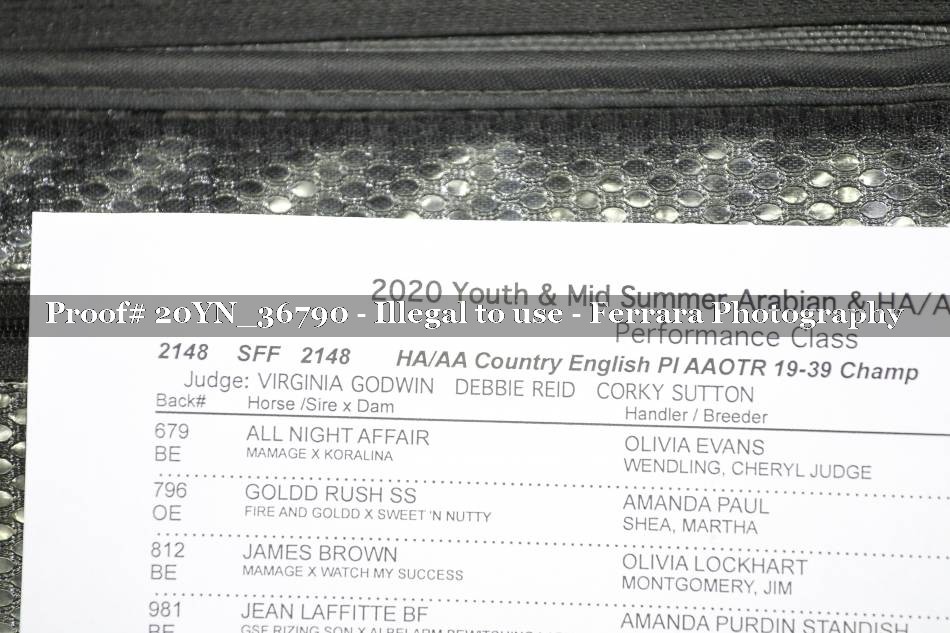 2020 Youth & Mid Summer Arabian & HA/A
Proof# 20YN_36790 - Illegal to use - Ferrara Photography
Performance Class
2148 SFF 2148 HA/AA Country English Pl AAOTR 19-39 Champ
Judge: VIRGINIA GODWIN DEBBIE REID CORKY SUTTON
Back# Horse /Sire x Dam Handler / Breeder
679 ALL NIGHT AFFAIR OLIVIA EVANS
BE MAMAGE X KORALINA WENDLING, CHERYL JUDGE
796 GOLDD RUSH SS AMANDA PAUL
OE FIRE AND GOLDD X SWEET 'N NUTTY SHEA, MARTHA
812 JAMES BROWN OLIVIA LOCKHART
BE MAMAGE X WATCH MY SUCCESS MONTGOMERY, JIM
981 JEAN LAFFITTE BF AMANDA PURDIN STANDISH
BE GSF RIZING SON X